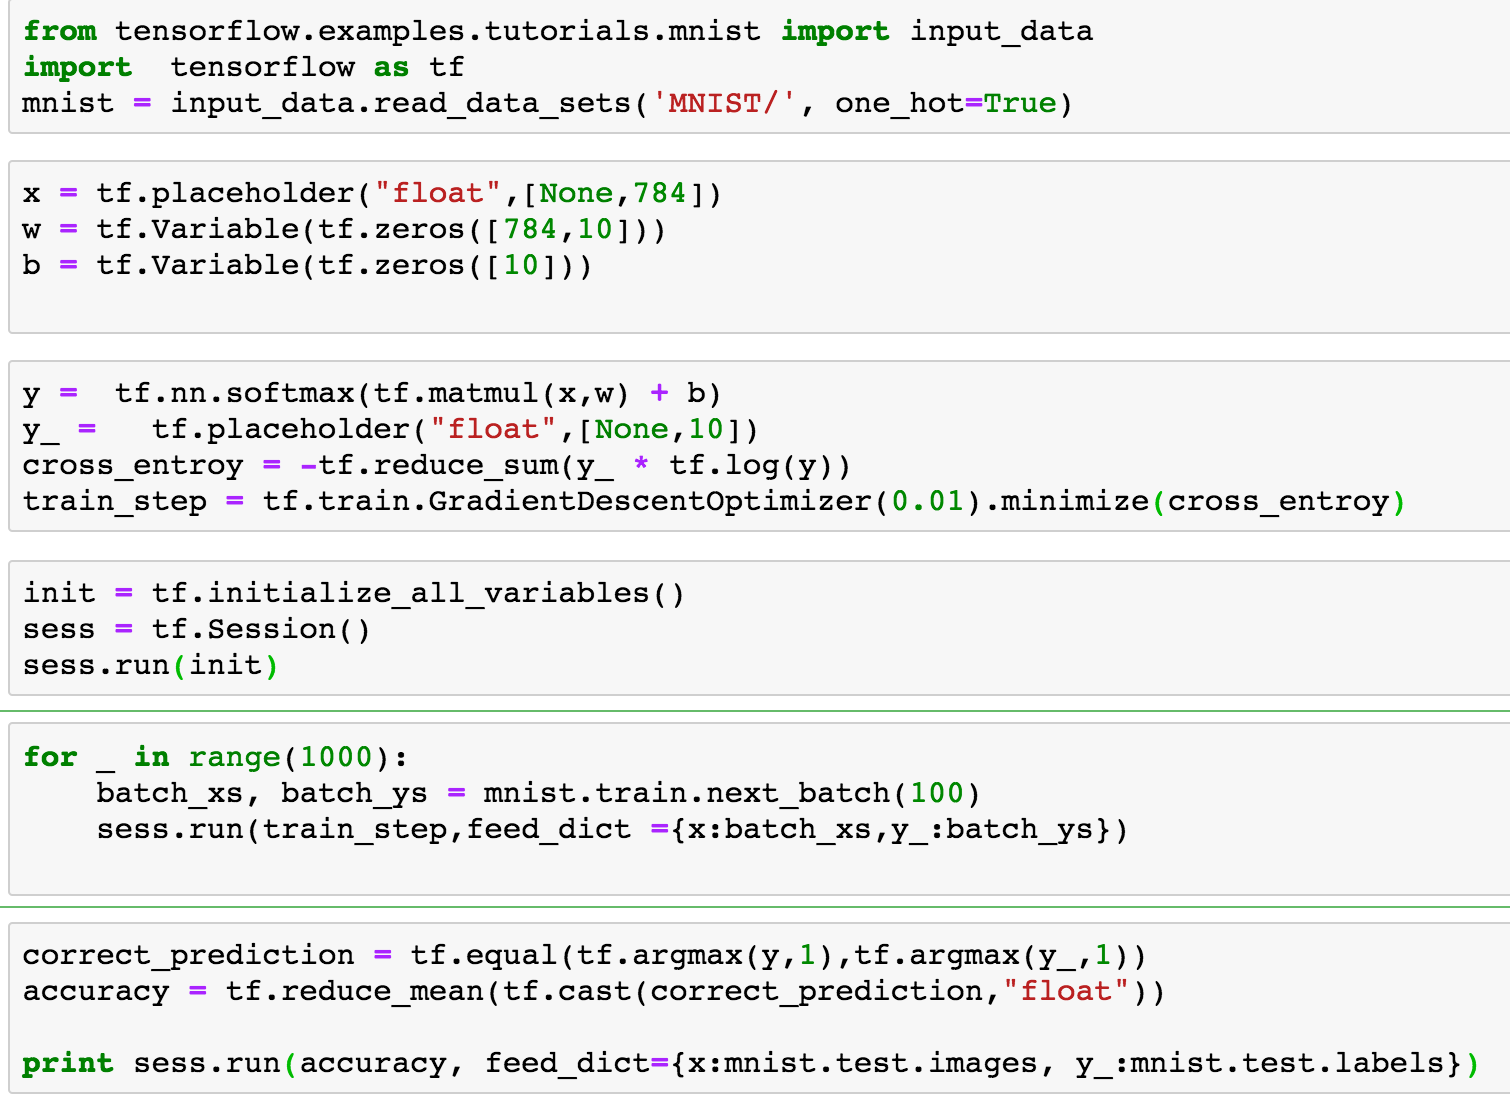 from tensorflow.examples.tutorials.mnist import input_data
import  tensorflow as tf
mnist = input_data.read_data_sets('MNIST/', one_hot=True)
x = tf.placeholder("float",[None,784])
w = tf.Variable(tf.zeros([784,10]))
b = tf.Variable(tf.zeros([10]))
y =  tf.nn.softmax(tf.matmul(x,w) + b)
y_ =   tf.placeholder("float",[None,10])
cross_entroy = -tf.reduce_sum(y_ * tf.log(y))
train_step = tf.train.GradientDescentOptimizer(0.01).minimize(cross_entroy)
init = tf.initialize_all_variables()
sess = tf.Session()
sess.run(init)
for _ in range(1000):
    batch_xs, batch_ys = mnist.train.next_batch(100)
    sess.run(train_step,feed_dict ={x:batch_xs,y_:batch_ys})
correct_prediction = tf.equal(tf.argmax(y,1),tf.argmax(y_,1))
accuracy = tf.reduce_mean(tf.cast(correct_prediction,"float"))
print sess.run(accuracy, feed_dict={x:mnist.test.images, y_:mnist.test.labels})